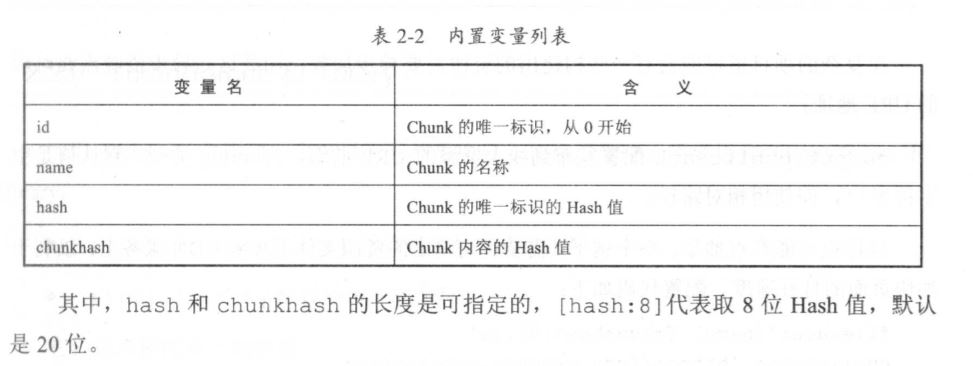 表 2-2 内置变量列表
变 量 名 含 义
id Chunk 的唯一标识，从 0 开始
name Chunk 的名称
hash Chunk 的唯一标识的 Hash 值
chunkhash Chunk 内容的 Hash 值
其中，hash 和 chunkhash 的长度是可指定的，[hash:8]代表取 8 位 Hash 值，默认
是 20 位。